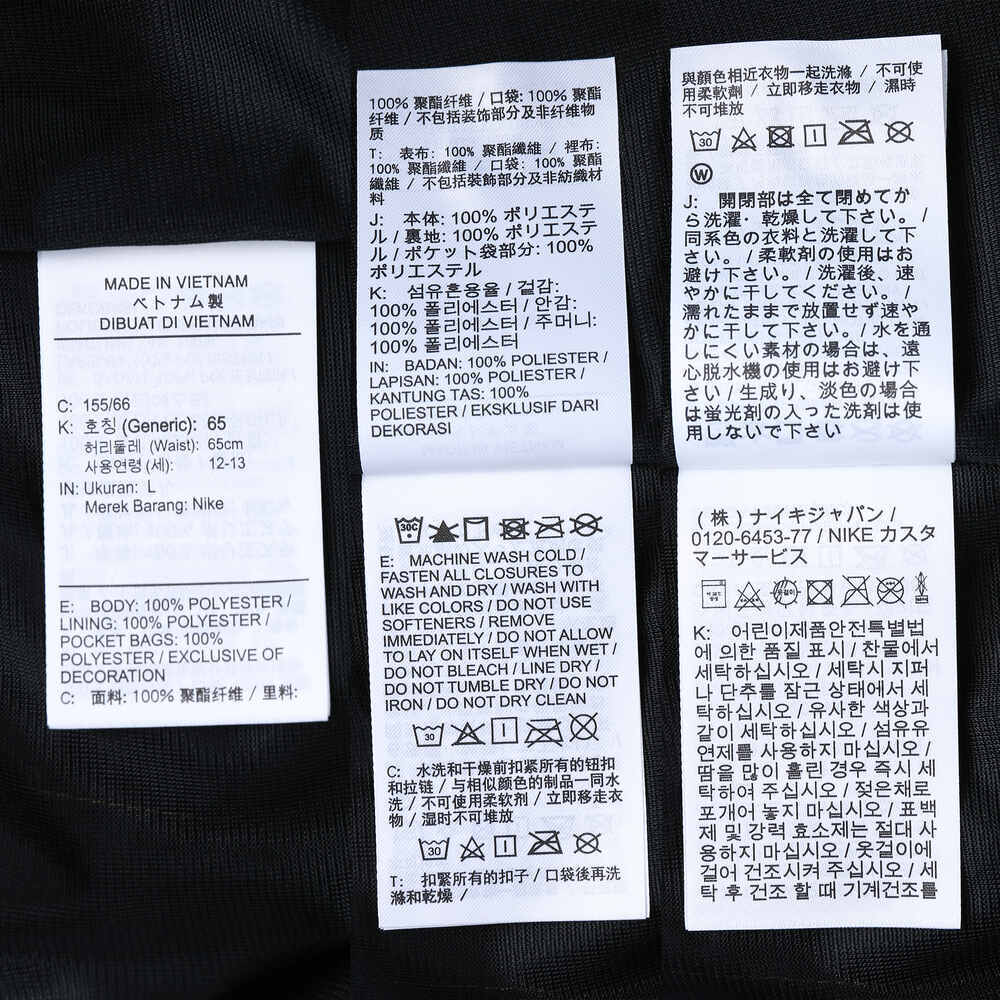 MADE IN VIETNAM
ベトナム製
DIBUAT DI VIETNAM
C: 155/66
K: 호칭 (Generic): 65
허리둘레 (Waist): 65cm
사용연령 (세): 12-13
IN: Ukuran: L
Merek Barang: Nike
E: BODY: 100% POLYESTER /
LINING: 100% POLYESTER /
POCKET BAGS: 100%
POLYESTER / EXCLUSIVE OF
DECORATION
C: 面料: 100% 聚酯纤维 / 里料:
100% 聚酯纤维 / 口袋: 100% 聚酯
纤维 / 不包括装饰部分及非纤维物
质
T: 表布: 100% 聚酯纖維 / 裡布:
100% 聚酯纖維 / 口袋: 100% 聚酯
纖維 / 不包括裝飾部分及非紡織材
料
J: 本体: 100% ポリエステ
ル / 裏地: 100% ポリエステ
ル / ポケット袋部分: 100%
ポリエステル
K: 섬유혼용율 / 겉감:
100% 폴리에스터 / 안감:
100% 폴리에스터 / 주머니:
100% 폴리에스터
IN: BADAN: 100% POLIESTER /
LAPISAN: 100% POLIESTER /
KANTUNG TAS: 100%
POLIESTER / EKSKLUSIF DARI
DEKORASI
30C
E: MACHINE WASH COLD /
FASTEN ALL CLOSURES TO
WASH AND DRY / WASH WITH
LIKE COLORS / DO NOT USE
SOFTENERS / REMOVE
IMMEDIATELY / DO NOT ALLOW
TO LAY ON ITSELF WHEN WET /
DO NOT BLEACH / LINE DRY /
DO NOT TUMBLE DRY / DO NOT
IRON / DO NOT DRY CLEAN
30
C: 水洗和干燥前扣紧所有的钮扣
和拉链 / 与相似颜色的制品一同水
洗 / 不可使用柔软剂 / 立即移走衣
物 / 湿时不可堆放
30
T: 扣紧所有的扣子 / 口袋後再洗
滌和乾燥 /
與顏色相近衣物一起洗滌 / 不可使
用柔軟劑 / 立即移走衣物 / 濕時
不可堆放
30
W
J: 開閉部は全て閉めてか
ら洗濯・乾燥して下さい。 /
同系色の衣料と洗濯して下
さい。 / 柔軟剤の使用はお
避け下さい。 / 洗濯後、速
やかに干してください。 /
濡れたままで放置せず速や
かに干して下さい。 / 水を通
しにくい素材の場合は、遠
心脱水機の使用はお避け下
さい / 生成り、淡色の場合
は蛍光剤の入った洗剤は使
用しないで下さい
(株) ナイキジャパン /
0120-6453-77 / NIKE カスタ
マーサービス
K: 어린이제품안전특별법
에 의한 품질 표시 / 찬물에서
세탁하십시오 / 세탁시 지퍼
나 단추를 잠근 상태에서 세
탁하십시오 / 유사한 색상과
같이 세탁하십시오 / 섬유유
연제를 사용하지 마십시오 /
땀을 많이 흘린 경우 즉시 세
탁하여 주십시오 / 젖은채로
포개어 놓지 마십시오 / 표백
제 및 강력 효소제는 절대 사
용하지 마십시오 / 옷걸이에
걸어 건조시켜 주십시오 / 세
탁 후 건조 할 때 기계건조를